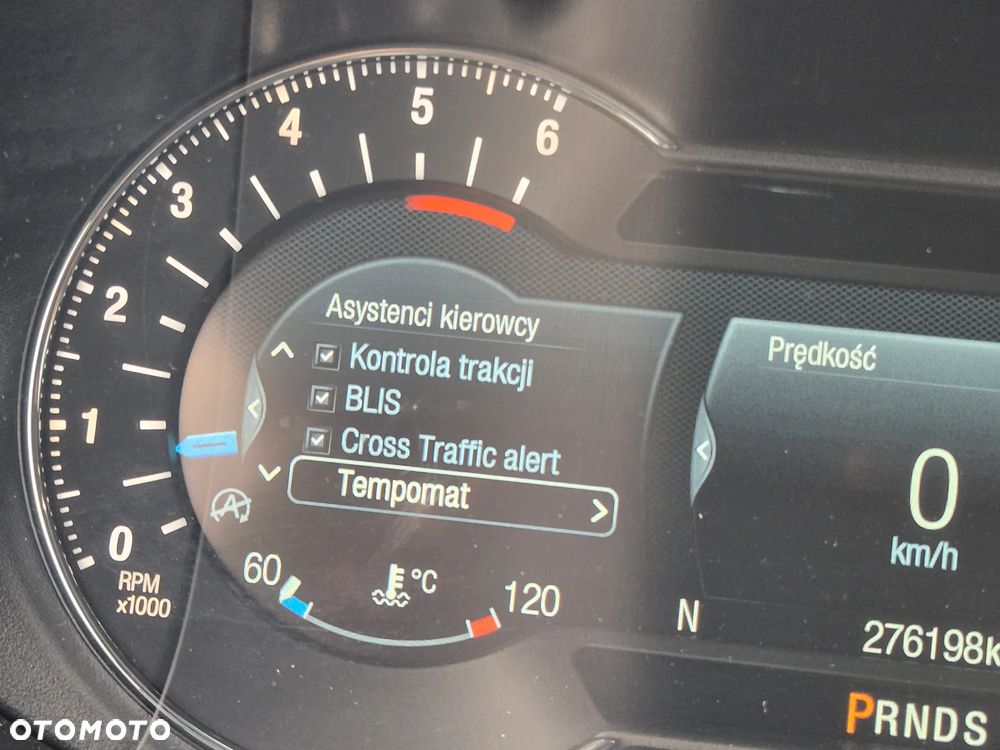 5
4
6
3
2
1
0
RPM
x1000
Asystenci kierowcy
Kontrola trakcji
BLIS
Cross Traffic alert
Tempomat
60
°C
120
Prędkość
0
km/h
N
276198k
PRNDS
OTOMOTO